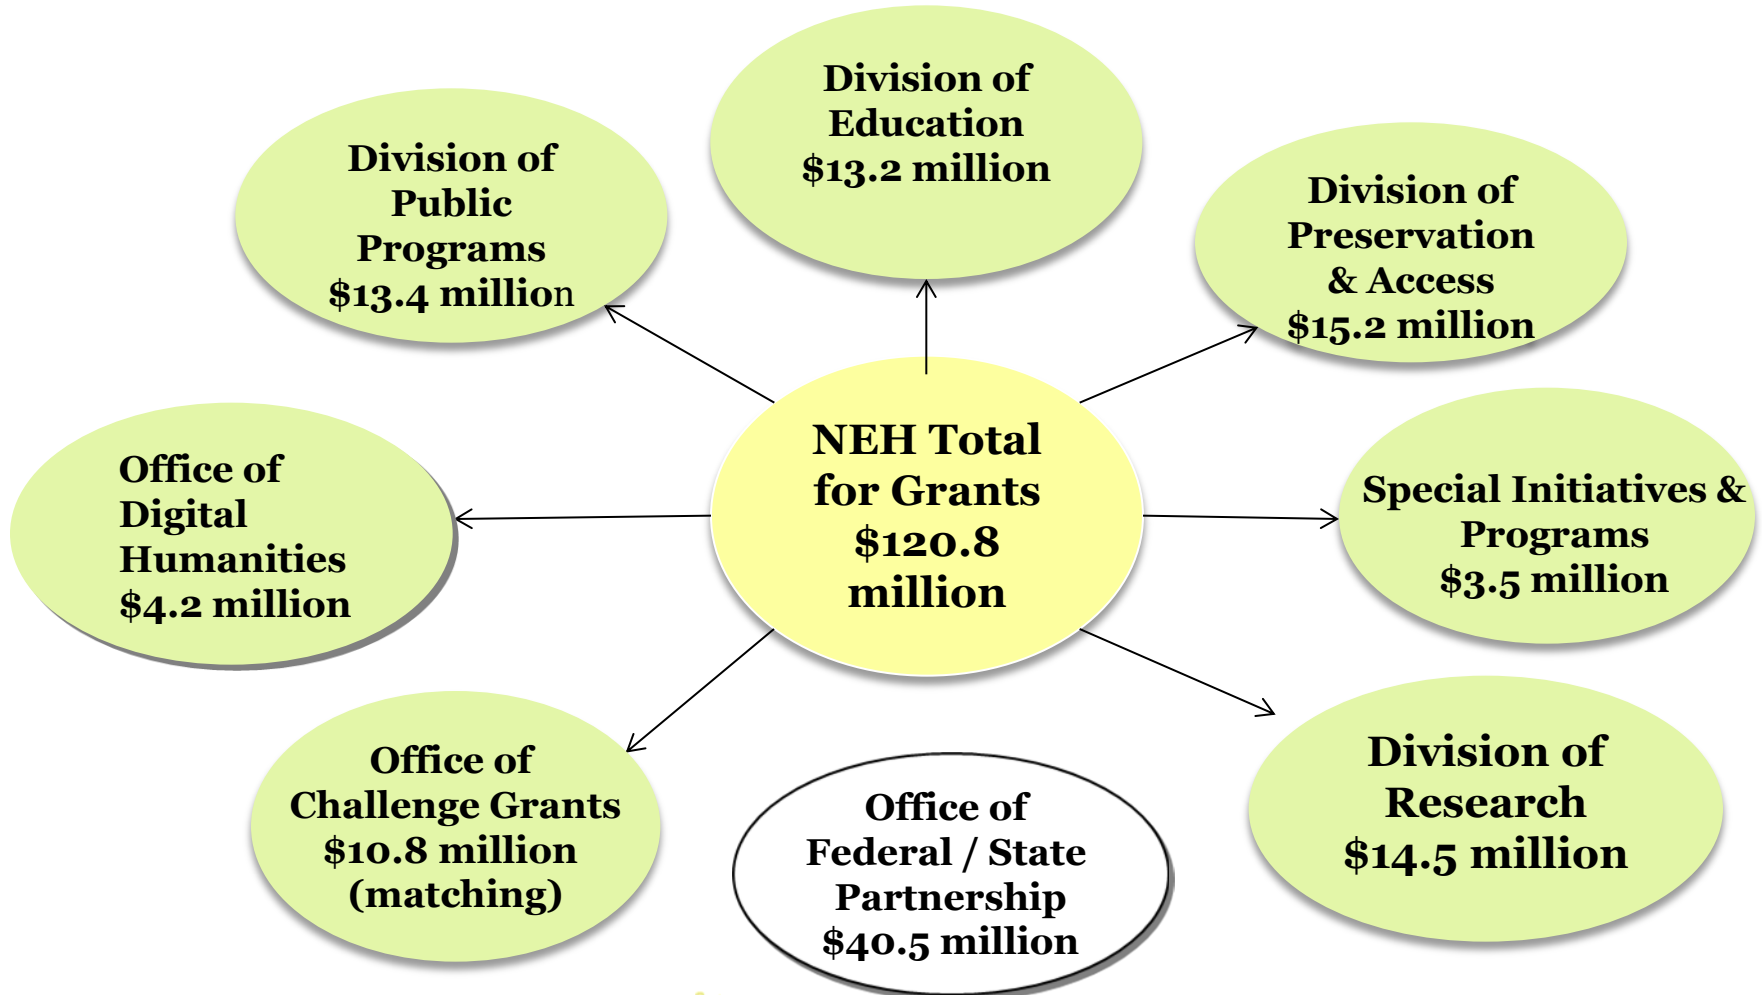 Division of
Education
$13.2 million
Division of
Public
Programs
$13.4 million
Division of
Preservation
& Access
$15.2 million
NEH Total
for Grants
$120.8
million
Office of
Digital
Humanities
$4.2 million
Special Initiatives &
Programs
$3.5 million
Office of
Challenge Grants
$10.8 million
(matching)
Office of
Federal / State
Partnership
$40.5 million
Division of
Research
$14.5 million